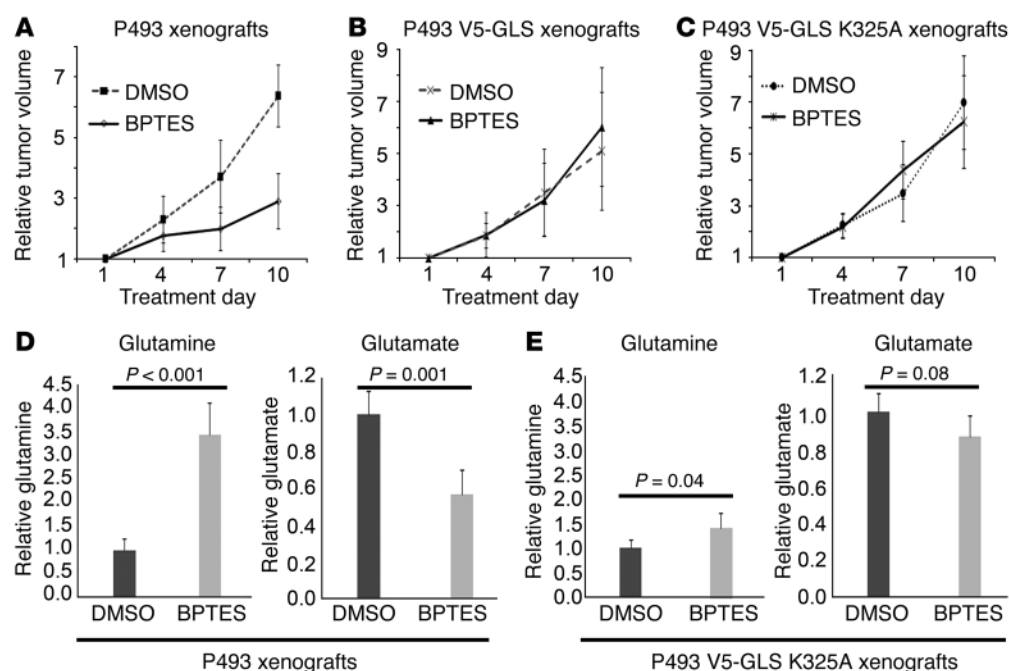 A P493 xenografts
Relative tumor volume
7
5
3
1
DMSO
BPTES
1 4 7 10
Treatment day
B P493 V5-GLS xenografts
Relative tumor volume
9
7
5
3
1
DMSO
BPTES
1 4 7 10
Treatment day
C P493 V5-GLS K325A xenografts
Relative tumor volume
9
7
5
3
1
DMSO
BPTES
1 4 7 10
Treatment day
D Glutamine
P < 0.001
Relative glutamine
4.5
4.0
3.5
3.0
2.5
2.0
1.5
1.0
0.5
0.0
DMSO BPTES
Glutamate
P = 0.001
Relative glutamate
1.2
1.0
0.8
0.6
0.4
0.2
0.0
DMSO BPTES
P493 xenografts
E Glutamine
P = 0.04
Relative glutamine
4.5
4.0
3.5
3.0
2.5
2.0
1.5
1.0
0.5
0.0
DMSO BPTES
Glutamate
P = 0.08
Relative glutamate
1.2
1.0
0.8
0.6
0.4
0.2
0.0
DMSO BPTES
P493 V5-GLS K325A xenografts